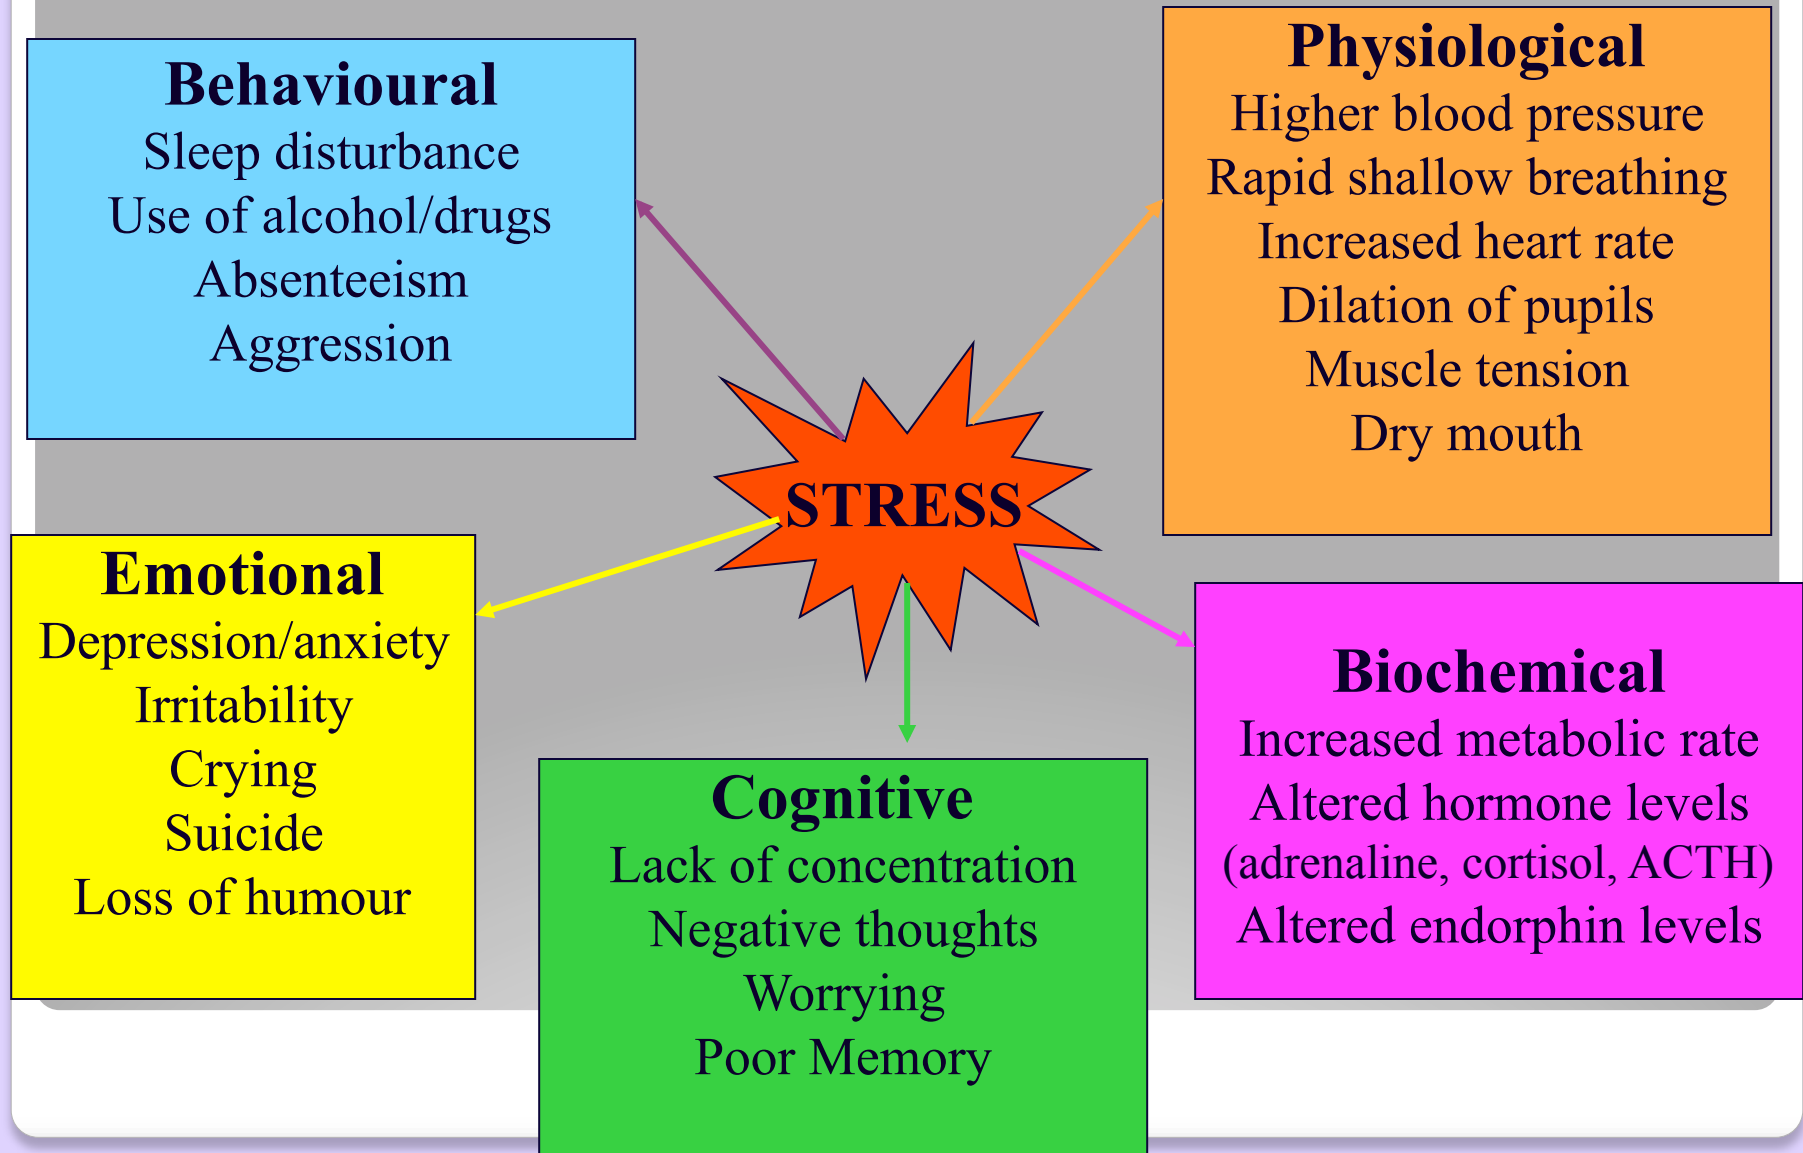 Behavioural
Sleep disturbance
Use of alcohol/drugs
Absenteeism
Aggression
Physiological
Higher blood pressure
Rapid shallow breathing
Increased heart rate
Dilation of pupils
Muscle tension
Dry mouth
STRESS
Emotional
Depression/anxiety
Irritability
Crying
Suicide
Loss of humour
Cognitive
Lack of concentration
Negative thoughts
Worrying
Poor Memory
Biochemical
Increased metabolic rate
Altered hormone levels
(adrenaline, cortisol, ACTH)
Altered endorphin levels